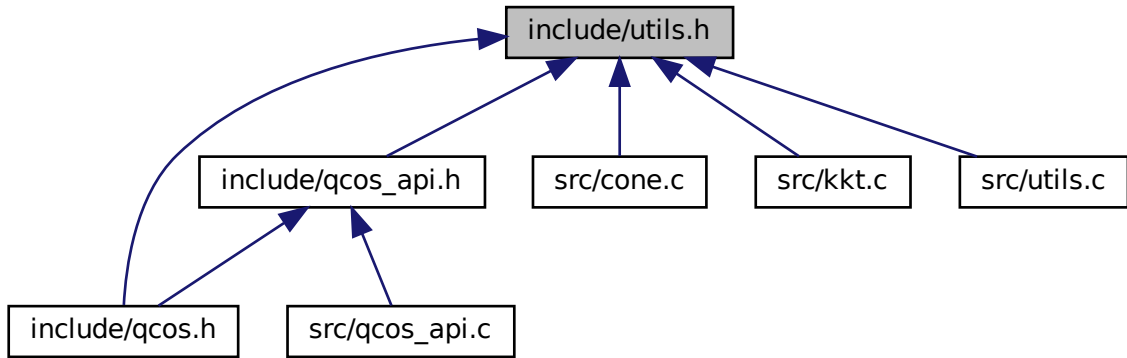 include/utils.h
include/qcos_api.h
src/cone.c
src/kkt.c
src/utils.c
include/qcos.h
src/qcos_api.c